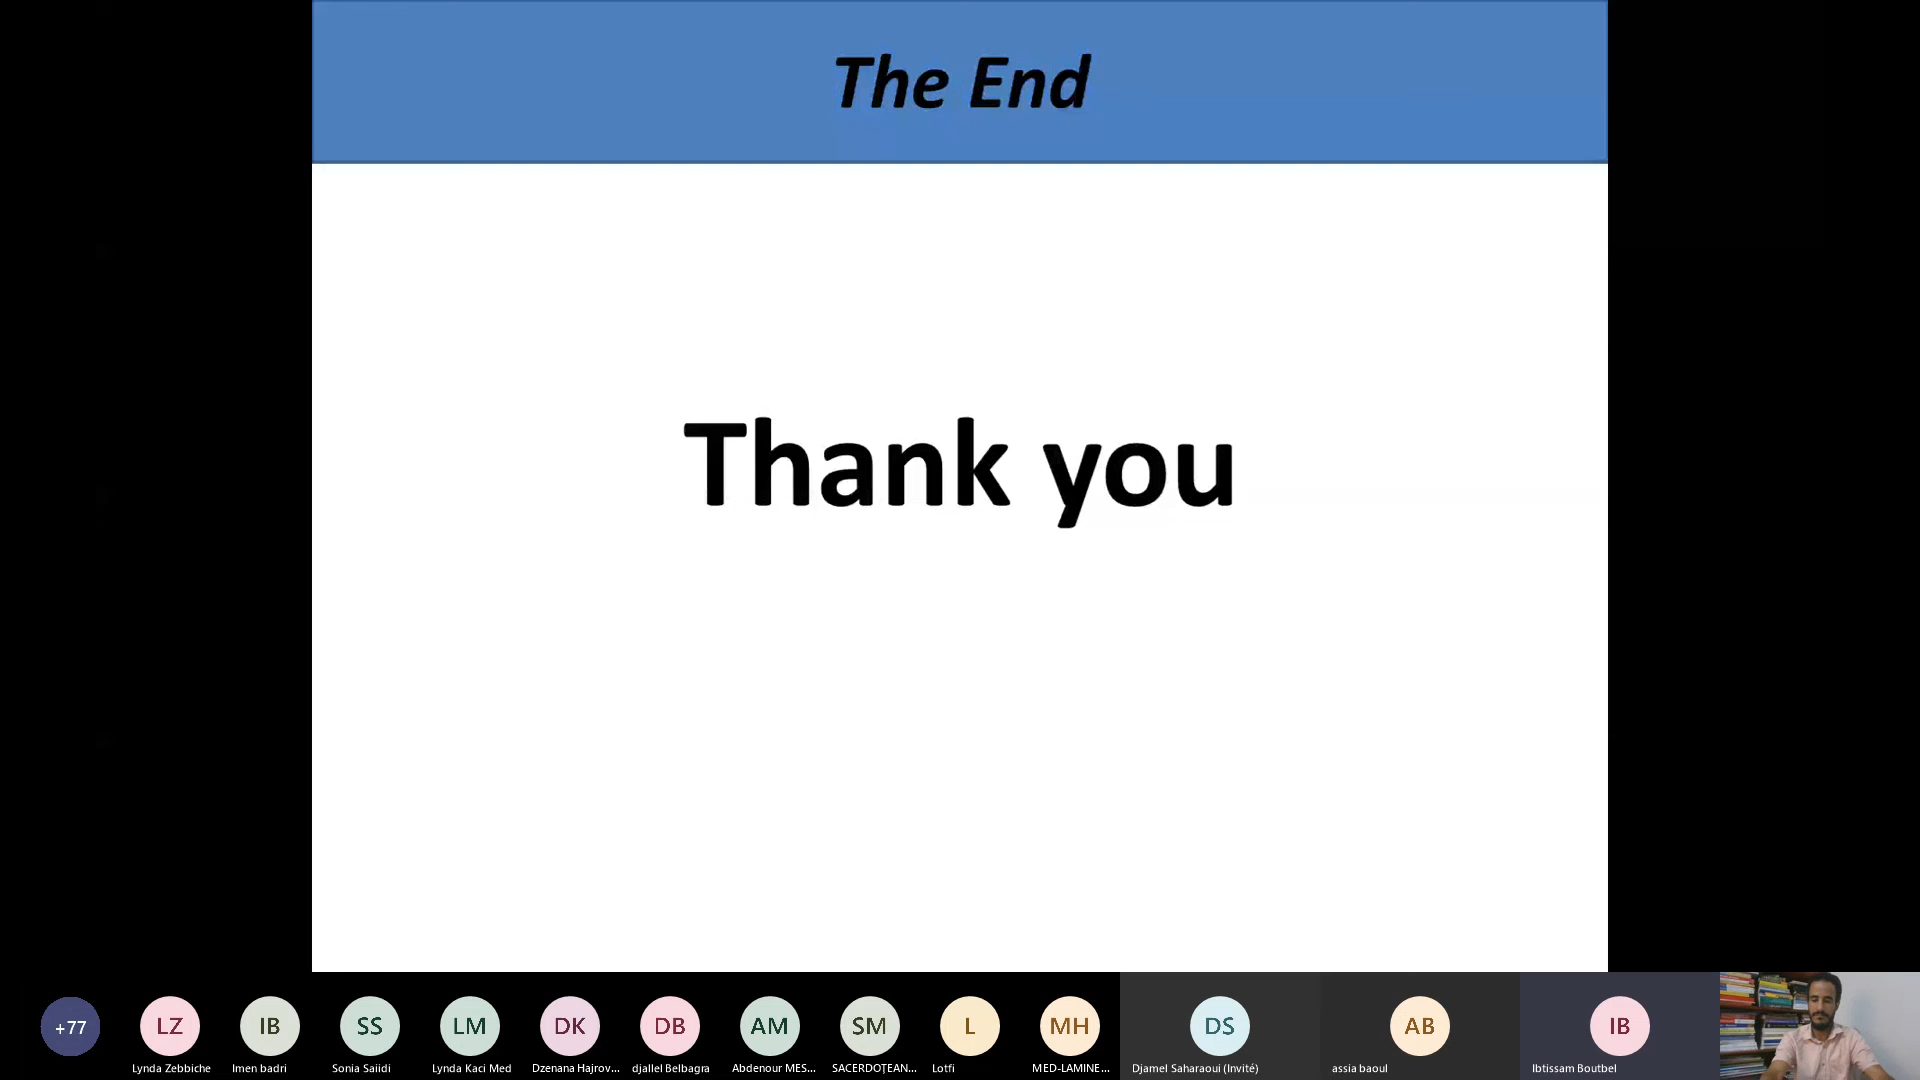 The End
Thank you
+77
LZ
IB
SS
LM
DK
DB
AM
SM
L
MH
DS
AB
IB
Lynda Zebbiche
Imen badri
Sonia Saiidi
Lynda Kaci Med
Dzenana Hajrov...
djallel Belbagra
Abdenour MES...
SACERDOȚEAN...
Lotfi
MED-LAMINE...
Djamel Saharaoui (Invité)
assia baoul
Ibtissam Boutbel